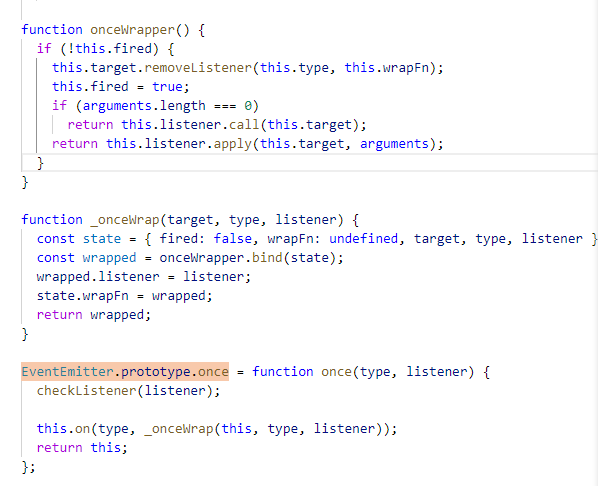 function onceWrapper() {
  if (!this.fired) {
    this.target.removeListener(this.type, this.wrapFn);
    this.fired = true;
    if (arguments.length === 0)
      return this.listener.call(this.target);
    return this.listener.apply(this.target, arguments);
  }
}

function _onceWrap(target, type, listener) {
  const state = { fired: false, wrapFn: undefined, target, type, listener }
  const wrapped = onceWrapper.bind(state);
  wrapped.listener = listener;
  state.wrapFn = wrapped;
  return wrapped;
}

EventEmitter.prototype.once = function once(type, listener) {
  checkListener(listener);

  this.on(type, _onceWrap(this, type, listener));
  return this;
};